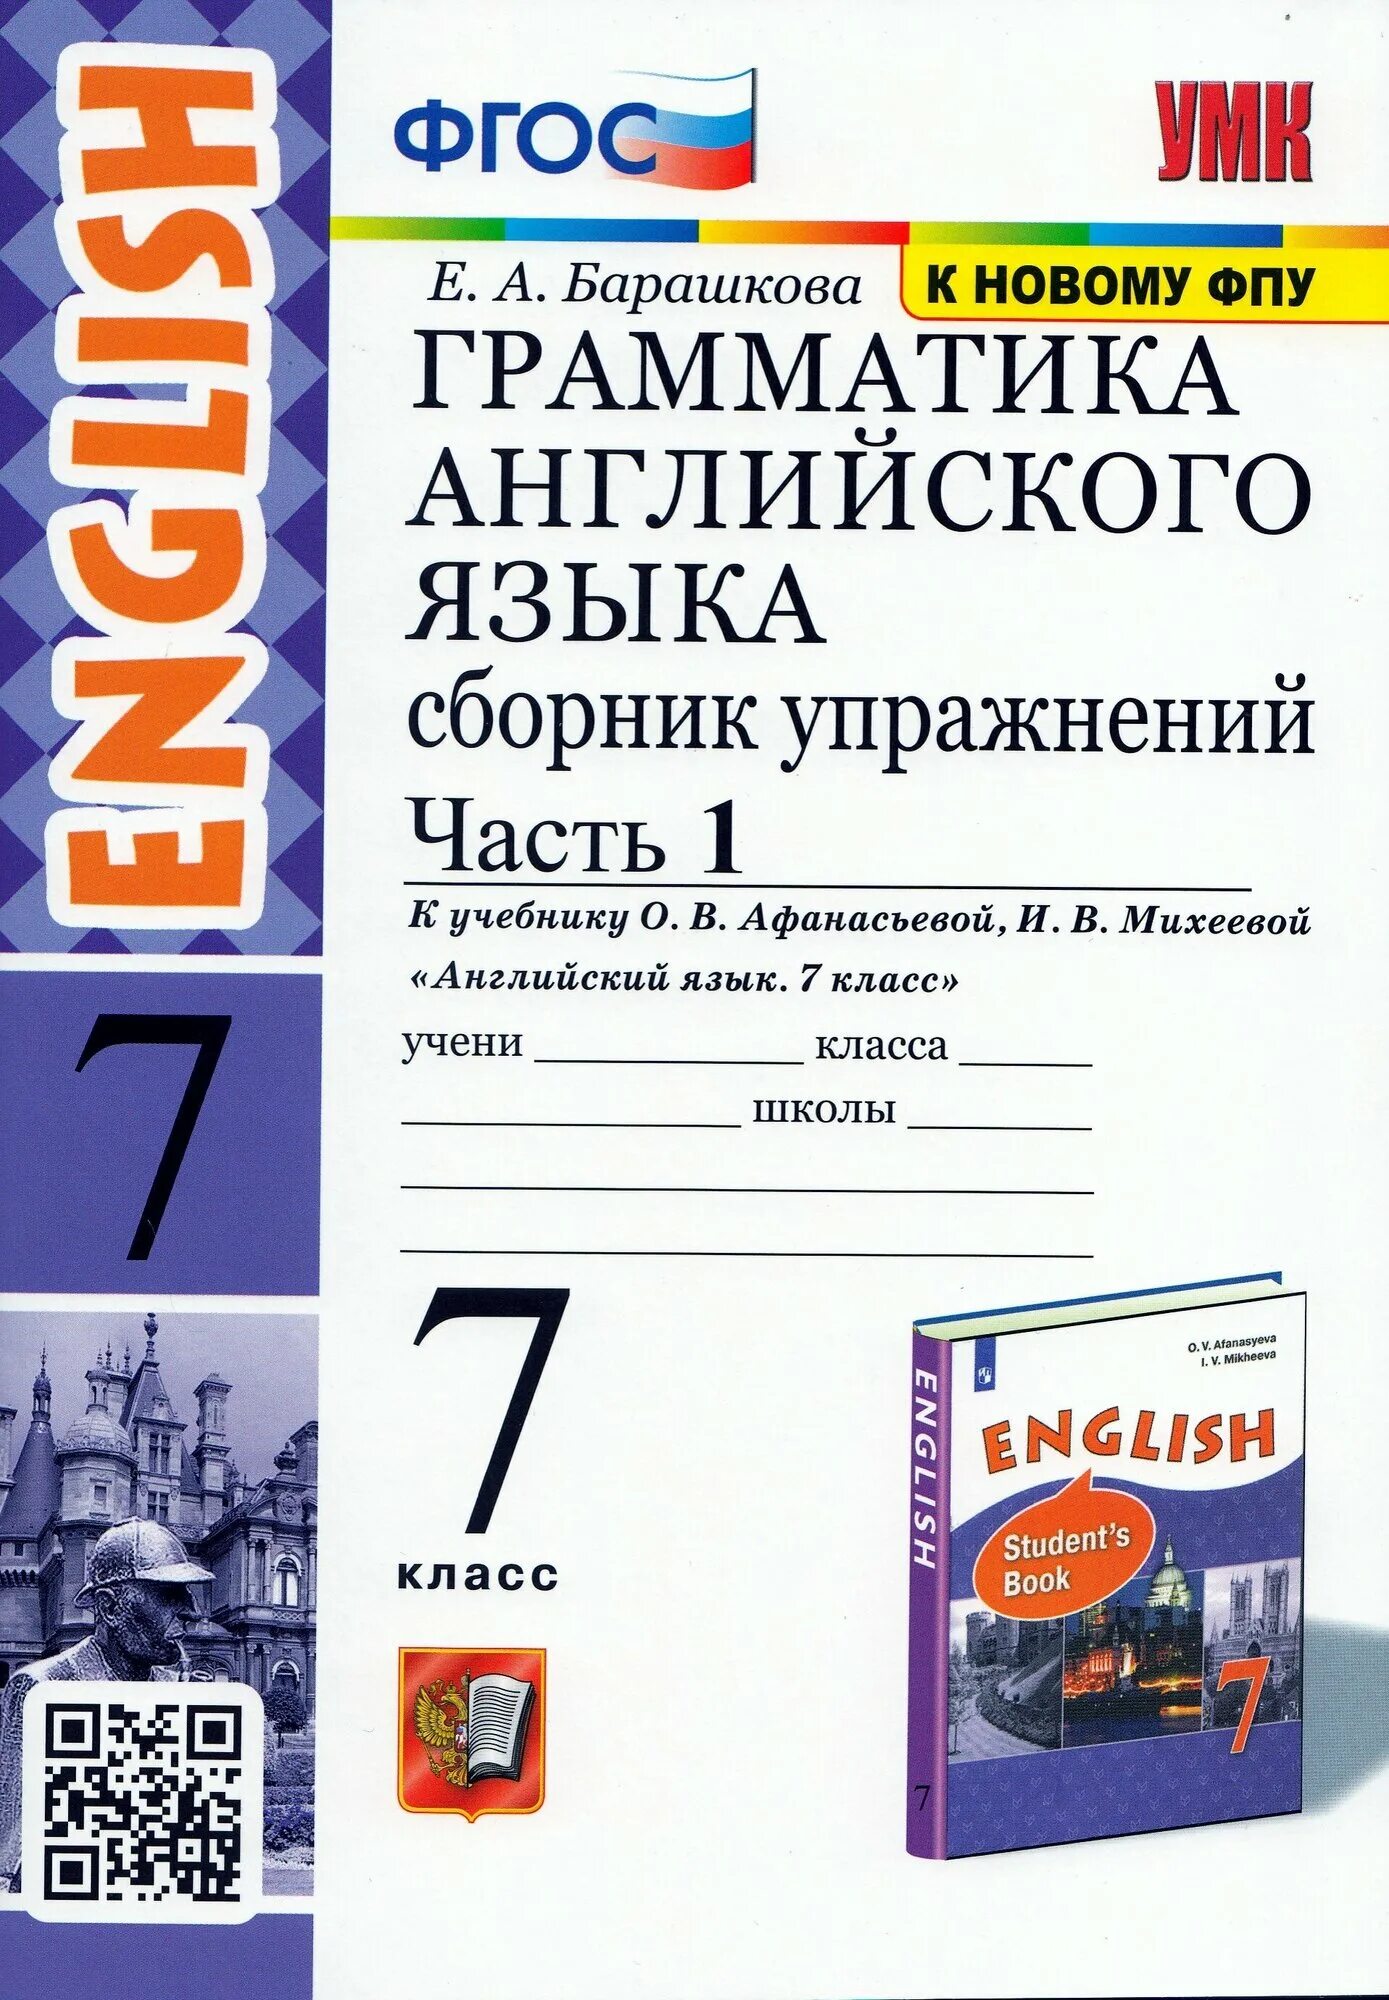 ENGLISH
ФГОС
УМК
Е. А. Барашкова
К НОВОМУ ФПУ
ГРАММАТИКА
АНГЛИЙСКОГО
ЯЗЫКА
сборник упражнений
Часть 1
К учебнику О. В. Афанасьевой, И. В. Михеевой
«Английский язык. 7 класс»
учени класса
школы
7
7
класс
O. V. Afanasyeva
I. V. Mikheeva
ENGLISH
Student's
Book
7
ENGLISH
7